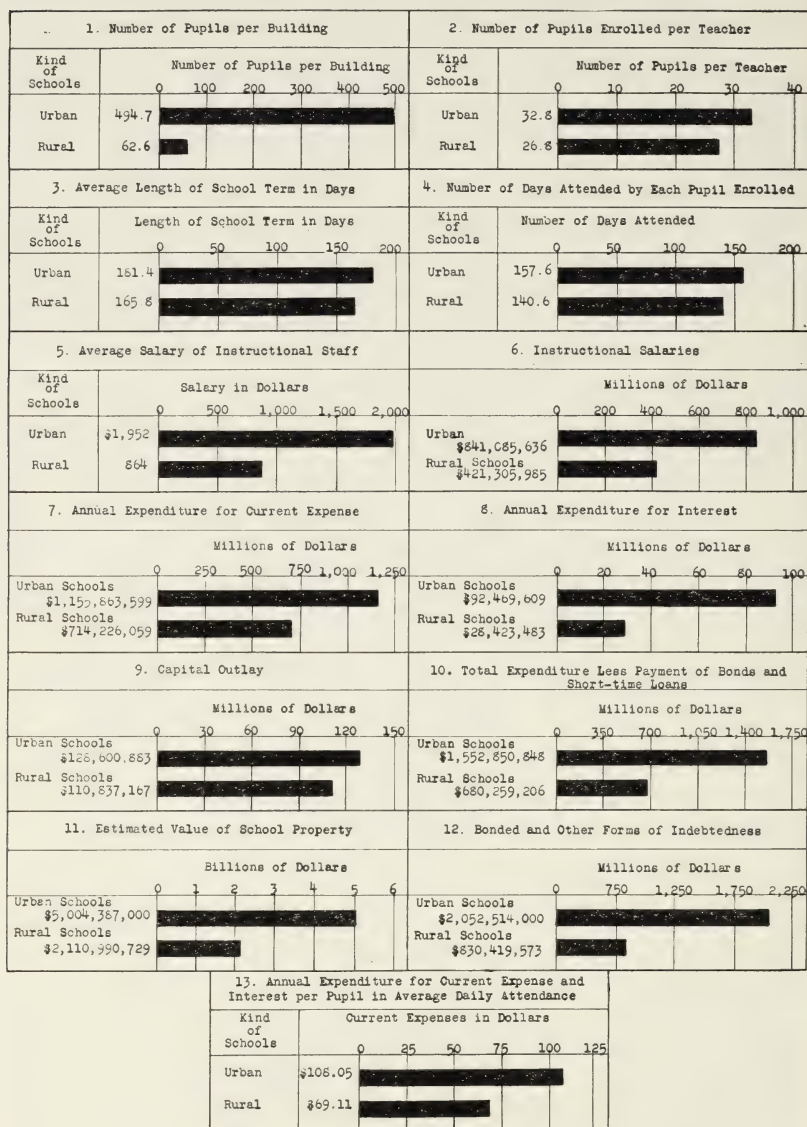 1. Number of Pupils per Building
Kind of Schools
Number of Pupils per Building
0 100 200 300 400 500
Urban 494.7
Rural 62.6
2. Number of Pupils Enrolled per Teacher
Kind of Schools
Number of Pupils per Teacher
0 10 20 30 40
Urban 32.8
Rural 26.8
3. Average Length of School Term in Days
Kind of Schools
Length of School Term in Days
0 50 100 150 200
Urban 181.4
Rural 165.8
4. Number of Days Attended by Each Pupil Enrolled
Kind of Schools
Number of Days Attended
0 50 100 150 200
Urban 157.6
Rural 140.6
5. Average Salary of Instructional Staff
Kind of Schools
Salary in Dollars
0 500 1,000 1,500 2,000
Urban $1,952
Rural 864
6. Instructional Salaries
Millions of Dollars
0 200 400 600 800 1,000
Urban
$841,085,636
Rural Schools
$421,305,985
7. Annual Expenditure for Current Expense
Millions of Dollars
0 250 500 750 1,000 1,250
Urban Schools
Rural Schools
$714,226,059
8. Annual Expenditure for Interest
Millions of Dollars
0 20 40 60 80 100
Urban Schools
$92,469,609
Rural Schools
$28,423,483
9. Capital Outlay
Millions of Dollars
0 30 60 90 120 150
Urban Schools
$128,600,883
Rural Schools
$110,837,167
10. Total Expenditure Less Payment of Bonds and
Short-time Loans
Millions of Dollars
0 350 700 1,050 1,400 1,750
Urban Schools
$1,552,850,848
Rural Schools
$680,259,206
11. Estimated Value of School Property
Billions of Dollars
0 1 2 3 4 5 6
Urban Schools
$5,004,387,000
Rural Schools
$2,110,990,729
12. Bonded and Other Forms of Indebtedness
Millions of Dollars
0 750 1,250 1,750 2,250
Urban Schools
$2,052,514,000
Rural Schools
$830,419,573
13. Annual Expenditure for Current Expense and
Interest per Pupil in Average Daily Attendance
Kind of Schools
Current Expenses in Dollars
0 25 50 75 100 125
Urban $108.05
Rural $69.11